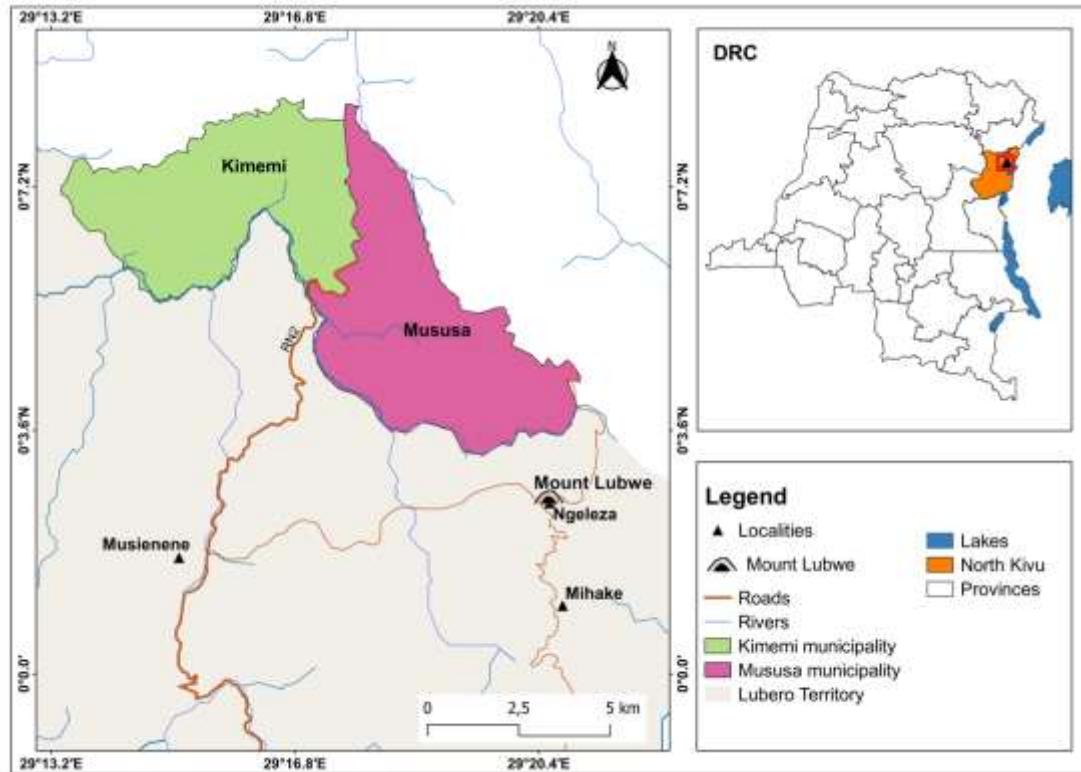 29°13.2'E 29°16.8'E 29°20.4'E
N
Kimemi
0°7.2'N
0°7.2'N
Mususa
RN2
0°3.6'N
0°3.6'N
Mount Lubwe
Ngeleza
Musienene
Mihake
0°0.0'
0°0.0'
0 2,5 5 km
29°13.2'E 29°16.8'E 29°20.4'E
DRC
Legend
Localities
Mount Lubwe
Roads
Rivers
Kimemi municipality
Mususa municipality
Lubero Territory
Lakes
North Kivu
Provinces